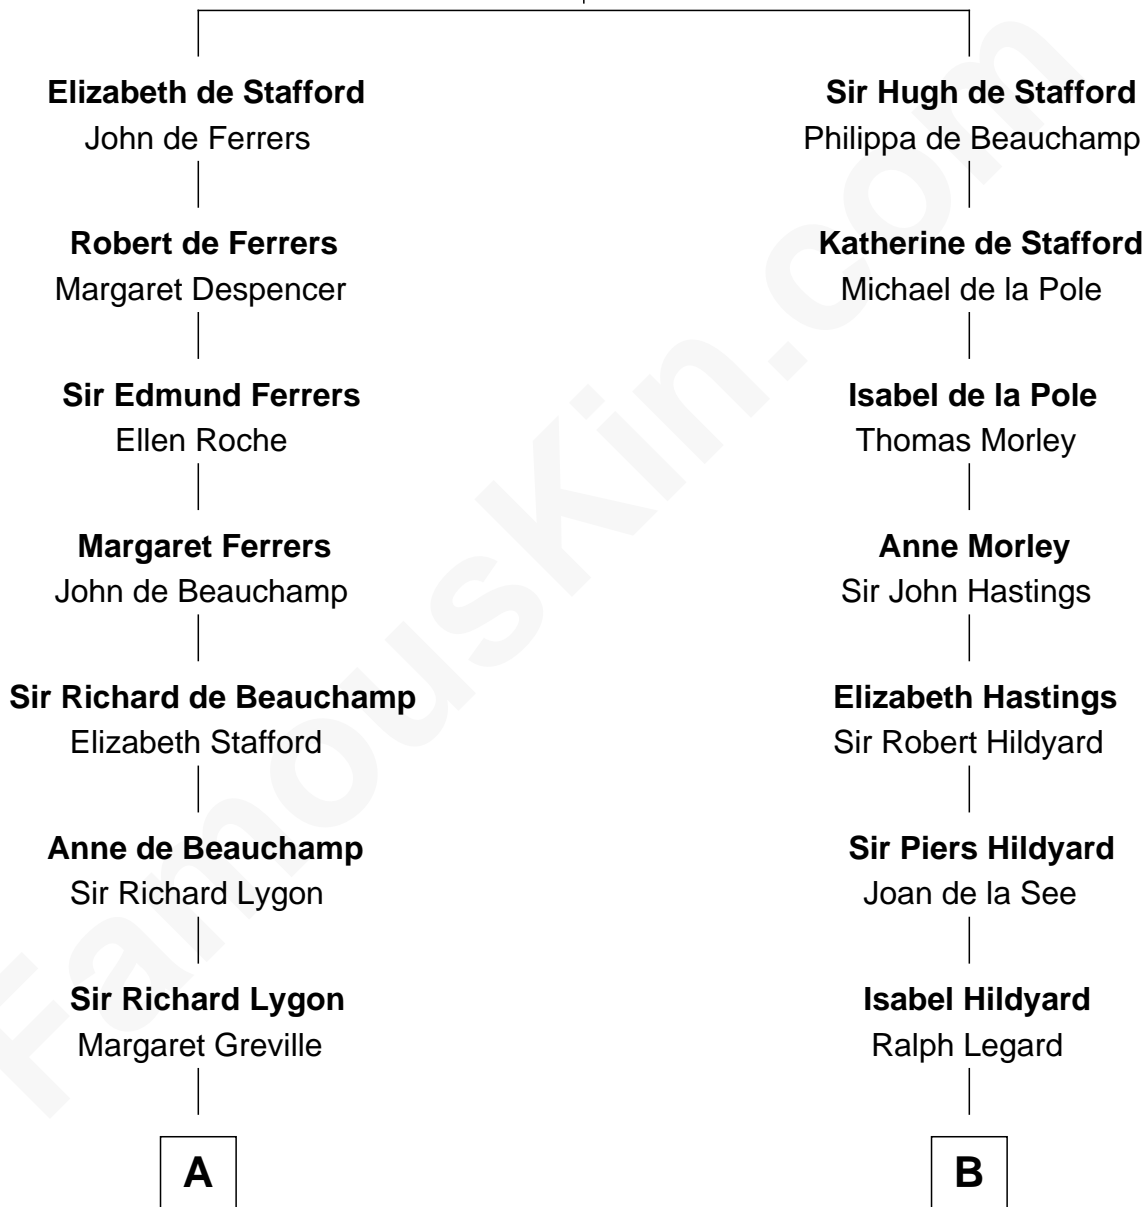 Elizabeth de Stafford
John de Ferrers
Robert de Ferrers
Margaret Despencer
Sir Edmund Ferrers
Ellen Roche
Margaret Ferrers
John de Beauchamp
Sir Richard de Beauchamp
Elizabeth Stafford
Anne de Beauchamp
Sir Richard Lygon
Sir Richard Lygon
Margaret Greville
A
Sir Hugh de Stafford
Philippa de Beauchamp
Katherine de Stafford
Michael de la Pole
Isabel de la Pole
Thomas Morley
Anne Morley
Sir John Hastings
Elizabeth Hastings
Sir Robert Hildyard
Sir Piers Hildyard
Joan de la See
Isabel Hildyard
Ralph Legard
B
FamousKin.com